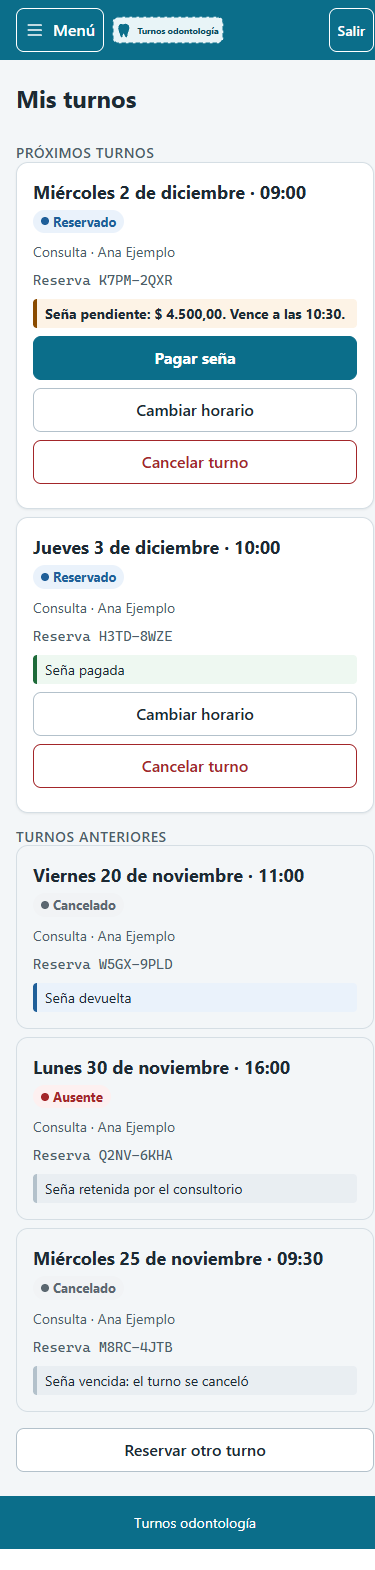 Menú
Turnos odontología
Salir
Mis turnos
PRÓXIMOS TURNOS
Miércoles 2 de diciembre · 09:00
Reservado
Consulta · Ana Ejemplo
Reserva K7PM-2QXR
Seña pendiente: $ 4.500,00. Vence a las 10:30.
Pagar seña
Cambiar horario
Cancelar turno
Jueves 3 de diciembre · 10:00
Reservado
Consulta · Ana Ejemplo
Reserva H3TD-8WZE
Seña pagada
Cambiar horario
Cancelar turno
TURNOS ANTERIORES
Viernes 20 de noviembre · 11:00
Cancelado
Consulta · Ana Ejemplo
Reserva W5GX-9PLD
Seña devuelta
Lunes 30 de noviembre · 16:00
Ausente
Consulta · Ana Ejemplo
Reserva Q2NV-6KHA
Seña retenida por el consultorio
Miércoles 25 de noviembre · 09:30
Cancelado
Consulta · Ana Ejemplo
Reserva M8RC-4JTB
Seña vencida: el turno se canceló
Reservar otro turno
Turnos odontología